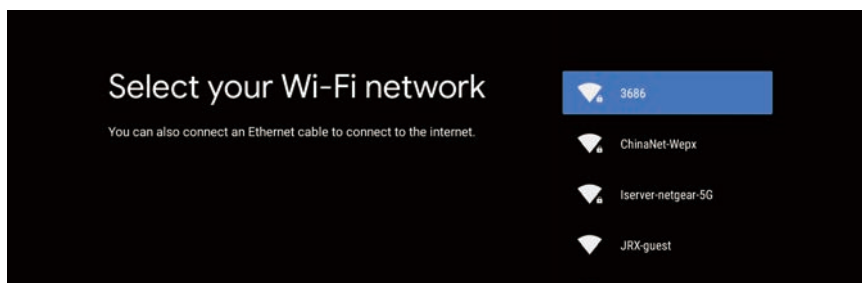 Select your Wi-Fi network
You can also connect an Ethernet cable to connect to the internet.
3686
ChinaNet-Wepx
Iserver-netgear-5G
JRX-guest